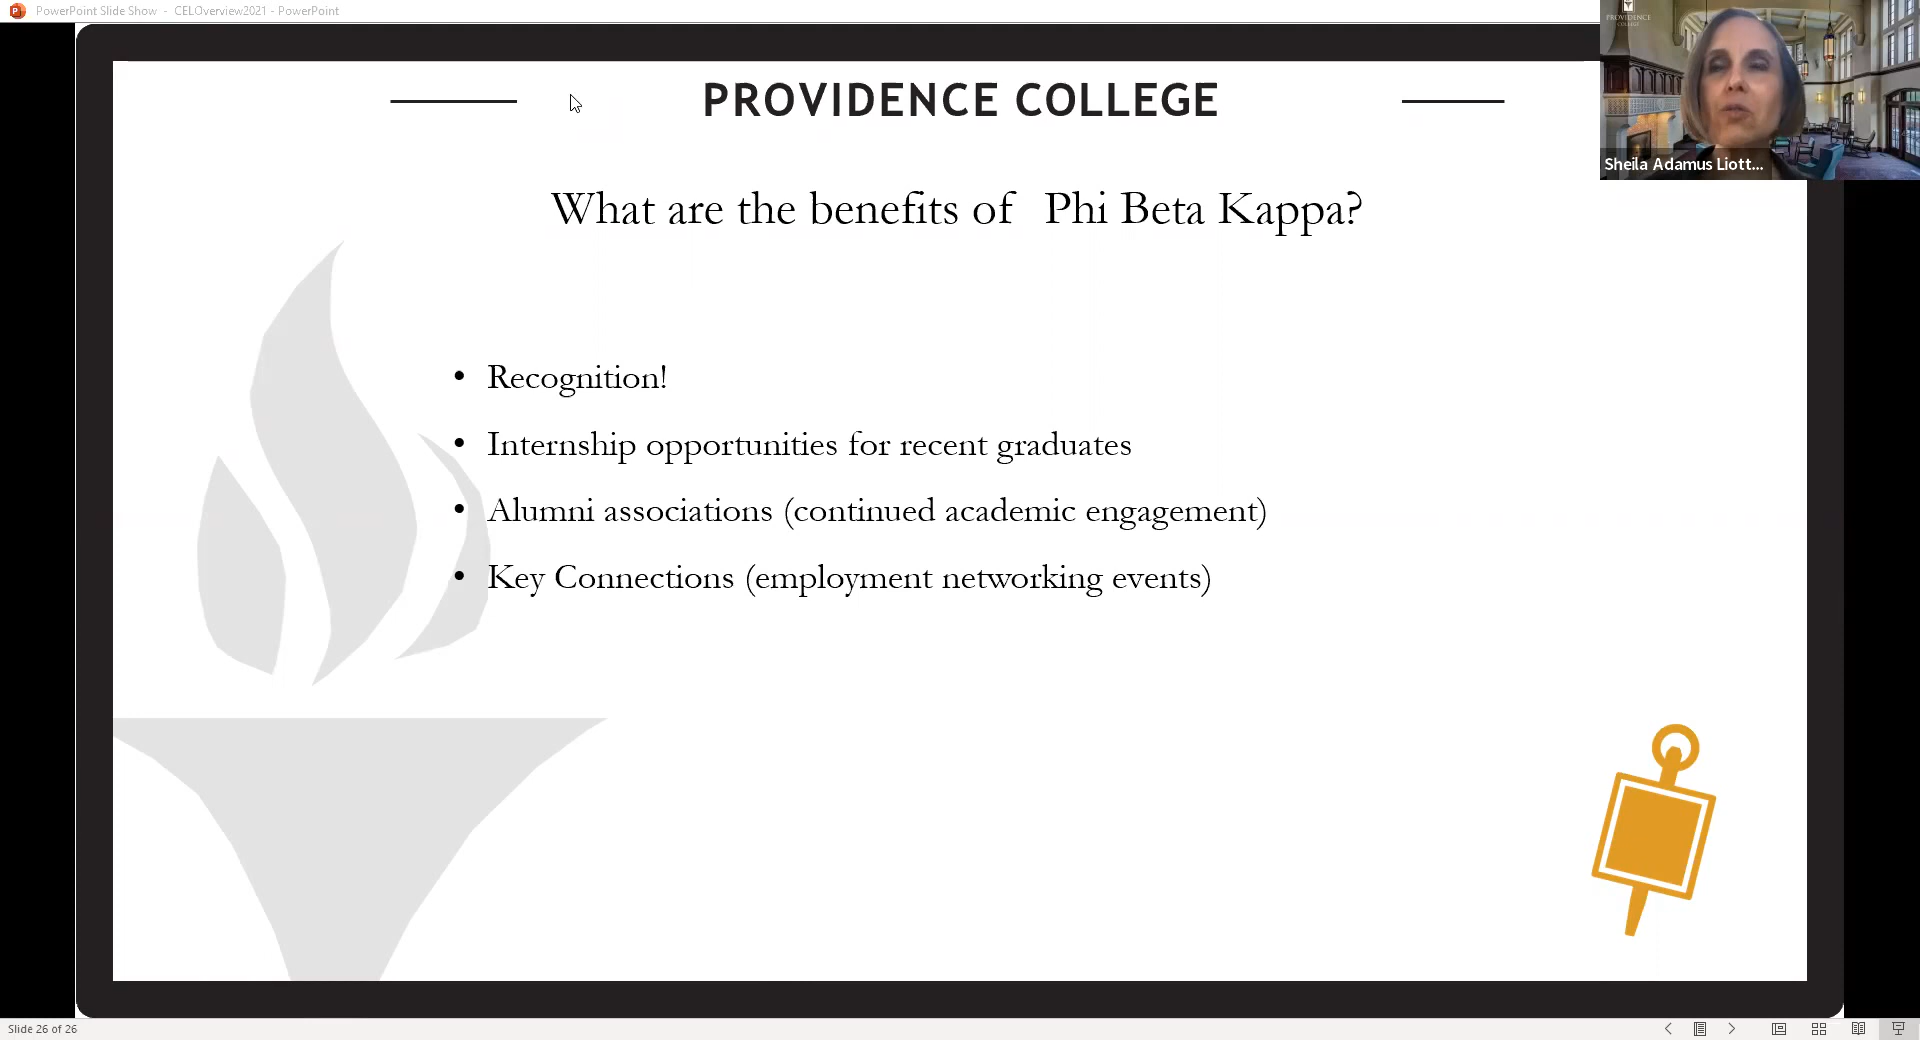 PowerPoint Slide Show - CELOverview2021 - PowerPoint
PROVIDENCE
COLLEGE
PROVIDENCE COLLEGE
Sheila Adamus Liott...
What are the benefits of Phi Beta Kappa?
• Recognition!
• Internship opportunities for recent graduates
• Alumni associations (continued academic engagement)
• Key Connections (employment networking events)
Slide 26 of 26